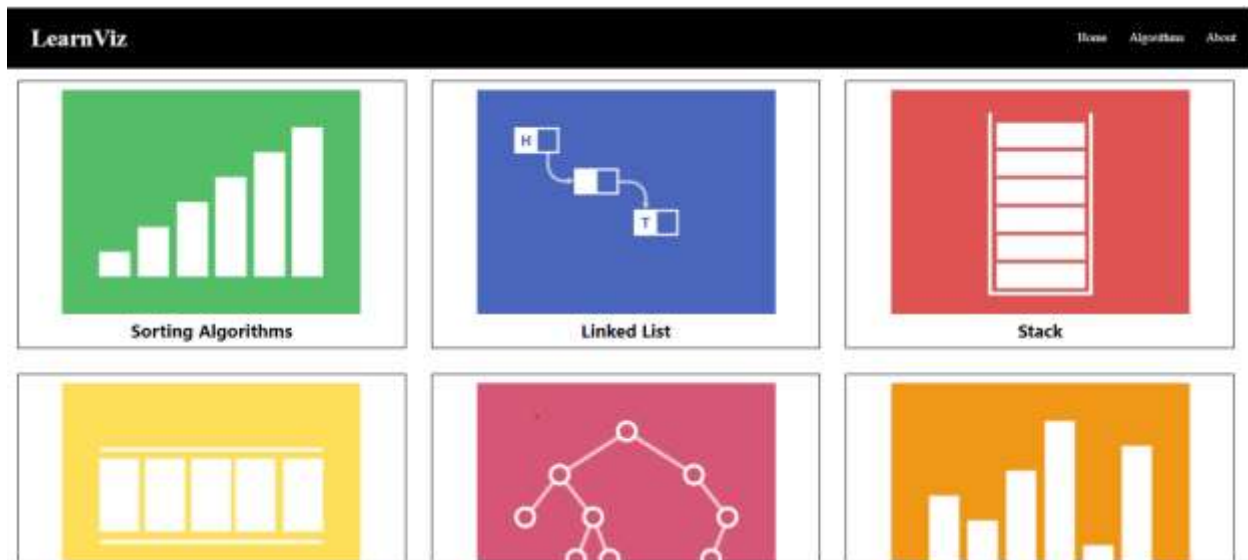 LearnViz
Home Algorithms About
H
T
Sorting Algorithms
Linked List
Stack